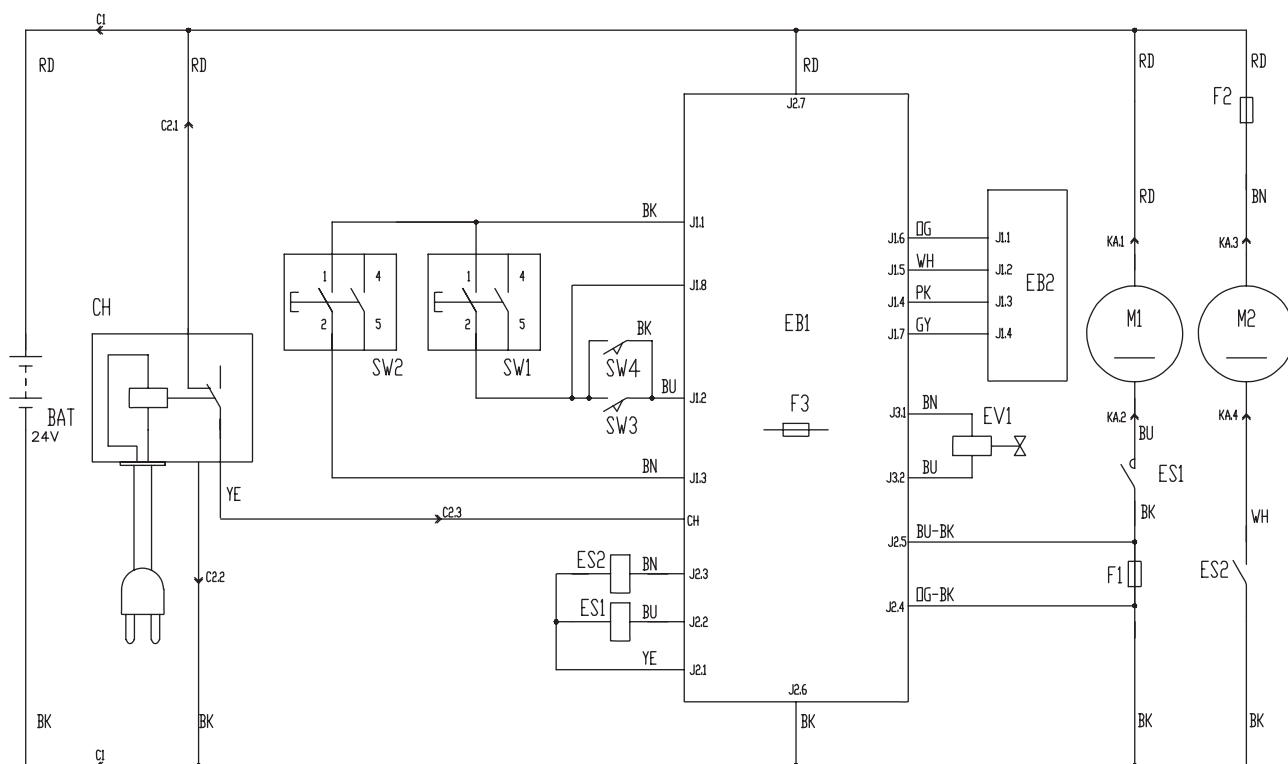 C1
RD
RD
RD
RD
RD
F2
C2.1
J2.7
BK
J1.1
RD
BN
J1.6
OG
J1.1
KA.1
KA.3
1
4
1
4
J1.5
WH
J1.2
EB2
CH
J1.8
J1.4
PK
J1.3
M1
M2
2
5
2
5
BK
EB1
J1.7
GY
J1.4
SW2
SW1
SW4
BU
J1.2
BAT
24V
SW3
F3
J3.1
BN
EV1
KA.2
KA.4
BU
BN
J1.3
J3.2
BU
ES1
YE
C2.3
CH
BK
WH
J2.5
BU-BK
ES2
BN
J2.3
F1
ES2
C2.2
ES1
BU
J2.2
J2.4
OG-BK
YE
J2.1
J2.6
BK
BK
BK
BK
BK
C1